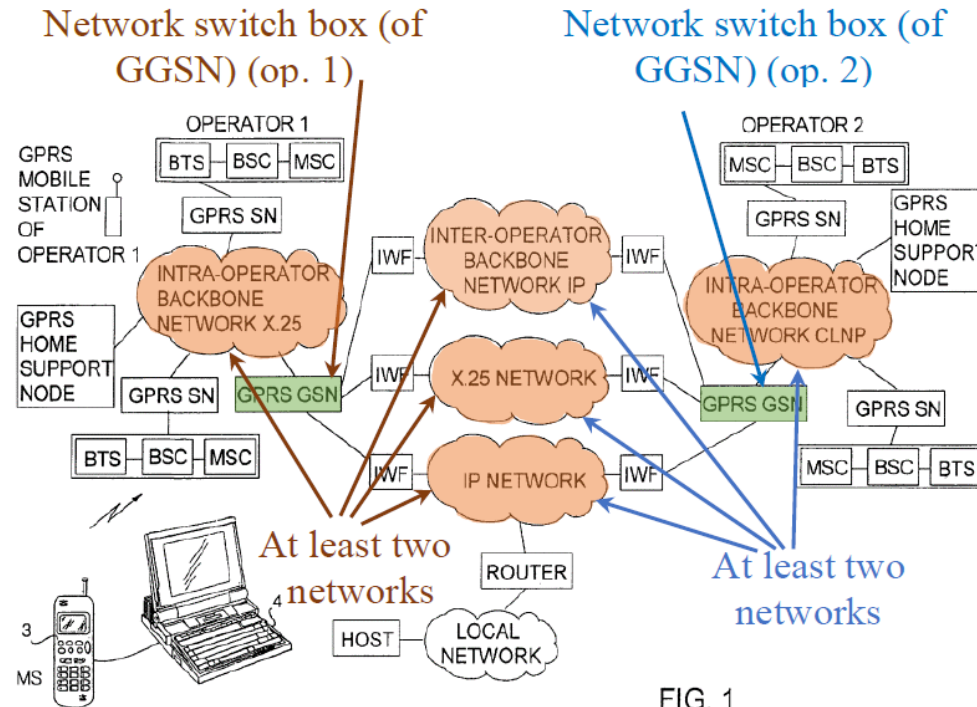 Network switch box (of
GGSN) (op. 1)
Network switch box (of
GGSN) (op. 2)
OPERATOR 1
BTS
BSC
MSC
GPRS
MOBILE
STATION
OF
OPERATOR 1
GPRS SN
INTRA-OPERATOR
BACKBONE
NETWORK X.25
GPRS
HOME
SUPPORT
NODE
GPRS SN
GPRS GSN
BTS
BSC
MSC
IWF
INTER-OPERATOR
BACKBONE
NETWORK IP
IWF
IWF
X.25 NETWORK
IWF
IWF
IP NETWORK
IWF
OPERATOR 2
MSC
BSC
BTS
GPRS SN
GPRS
HOME
SUPPORT
NODE
INTRA-OPERATOR
BACKBONE
NETWORK CLNP
GPRS GSN
GPRS SN
MSC
BSC
BTS
At least two
networks
At least two
networks
ROUTER
HOST
LOCAL
NETWORK
3
MS
4
FIG. 1